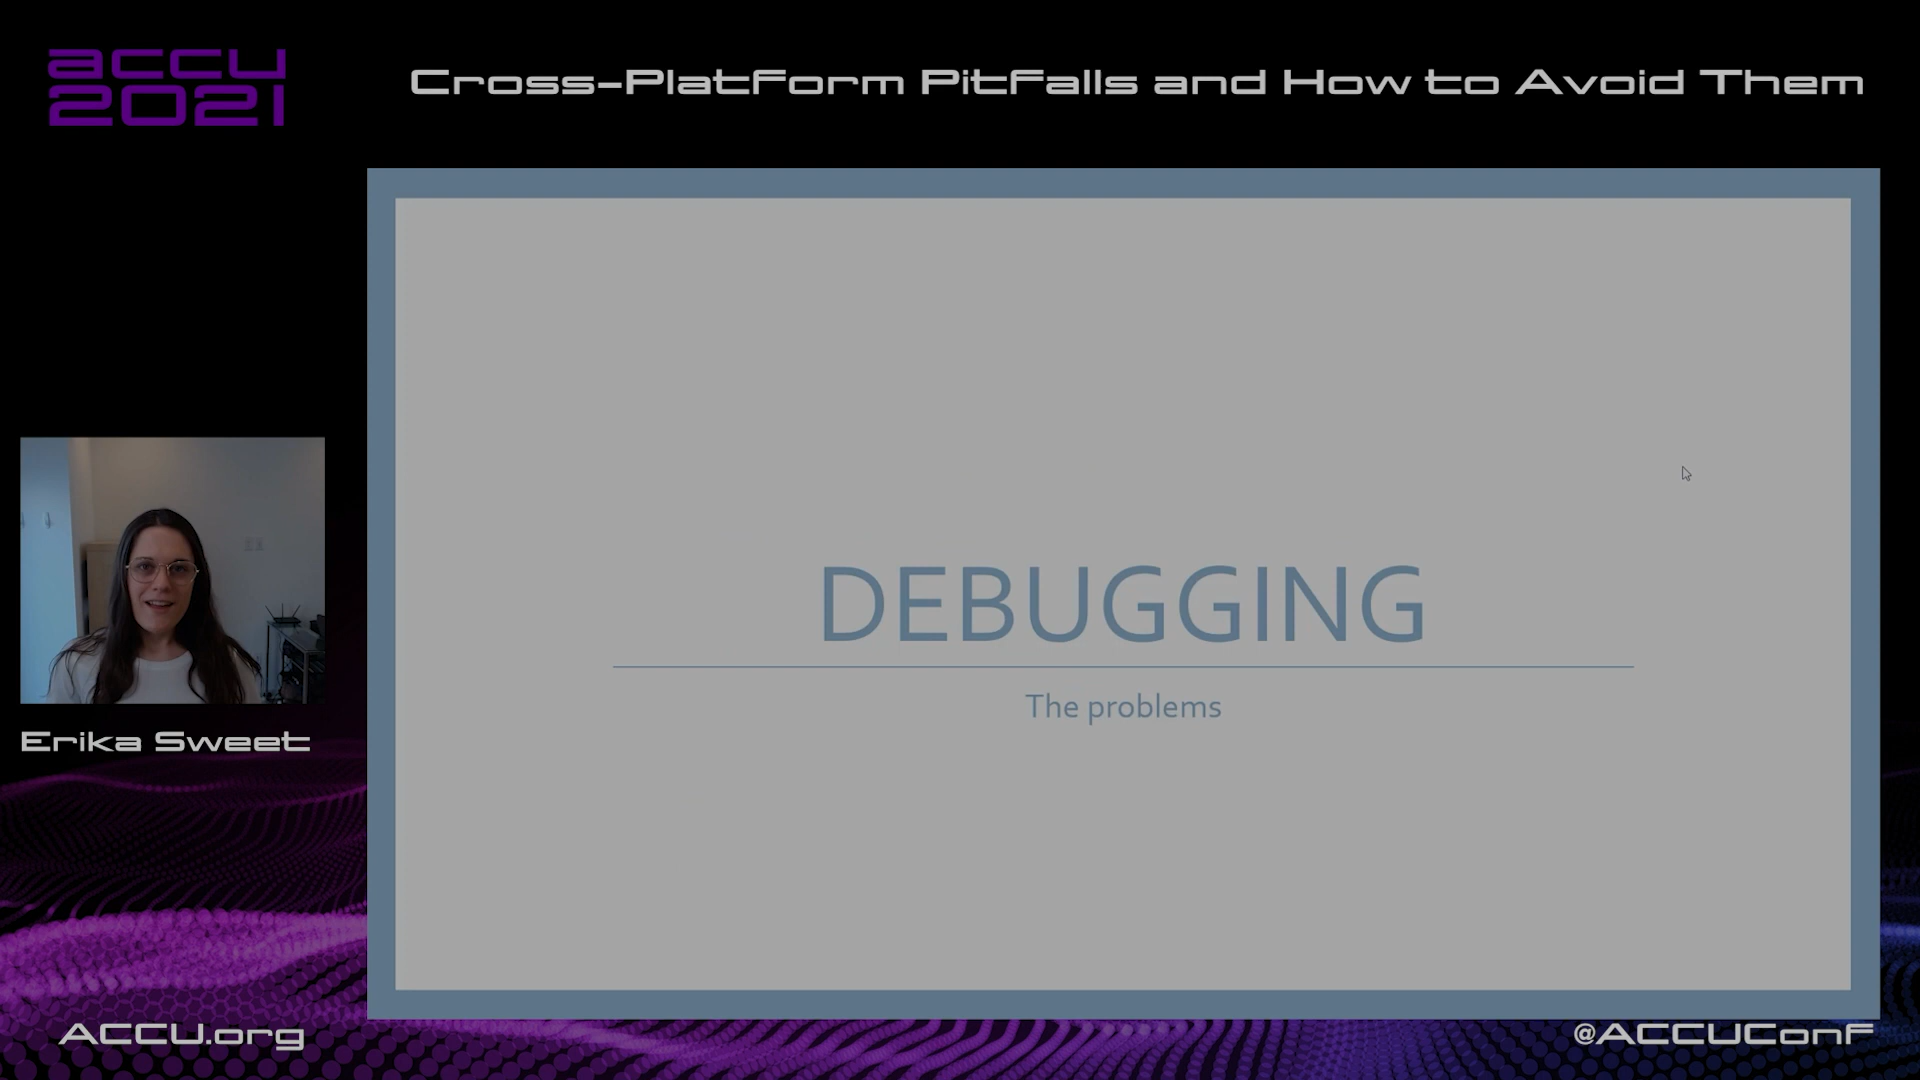 accu
2021
Cross-Platform Pitfalls and How to Avoid Them
DEBUGGING
The problems
Erika Sweet
ACCU.org
@ACCUConf